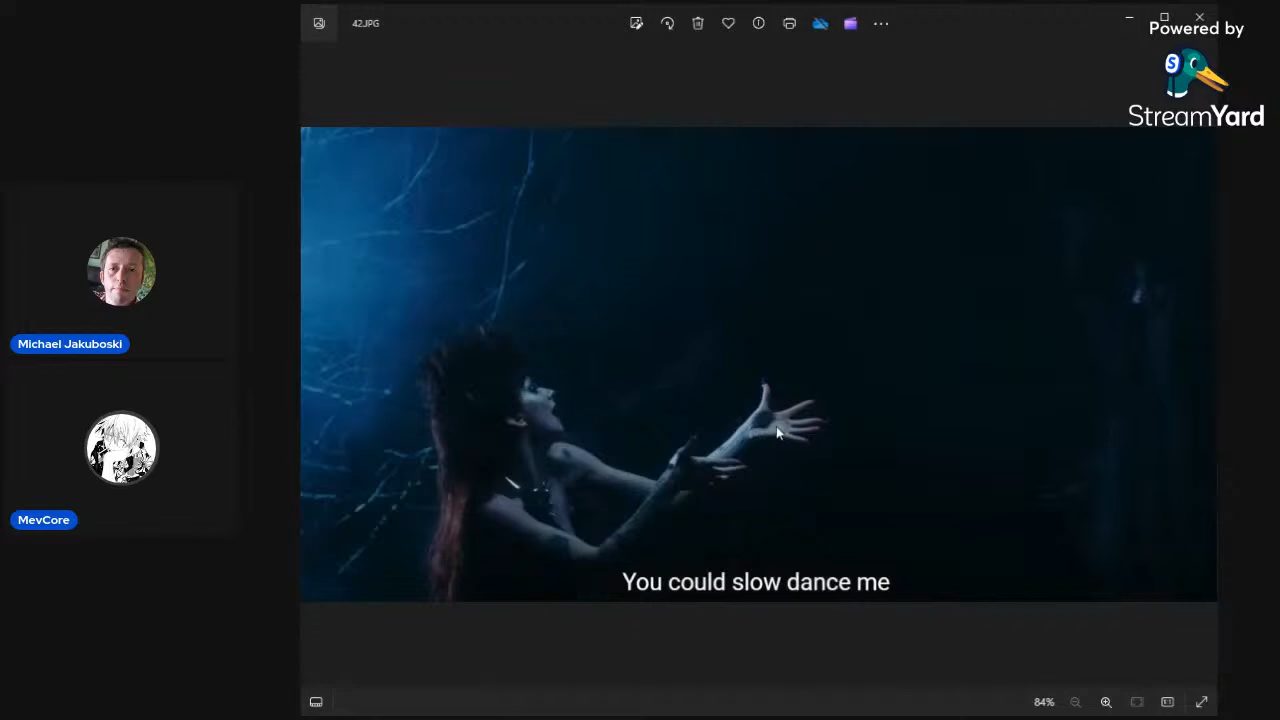 42.JPG
Powered by
S
StreamYard
Michael Jakuboski
MevCore
You could slow dance me
84%